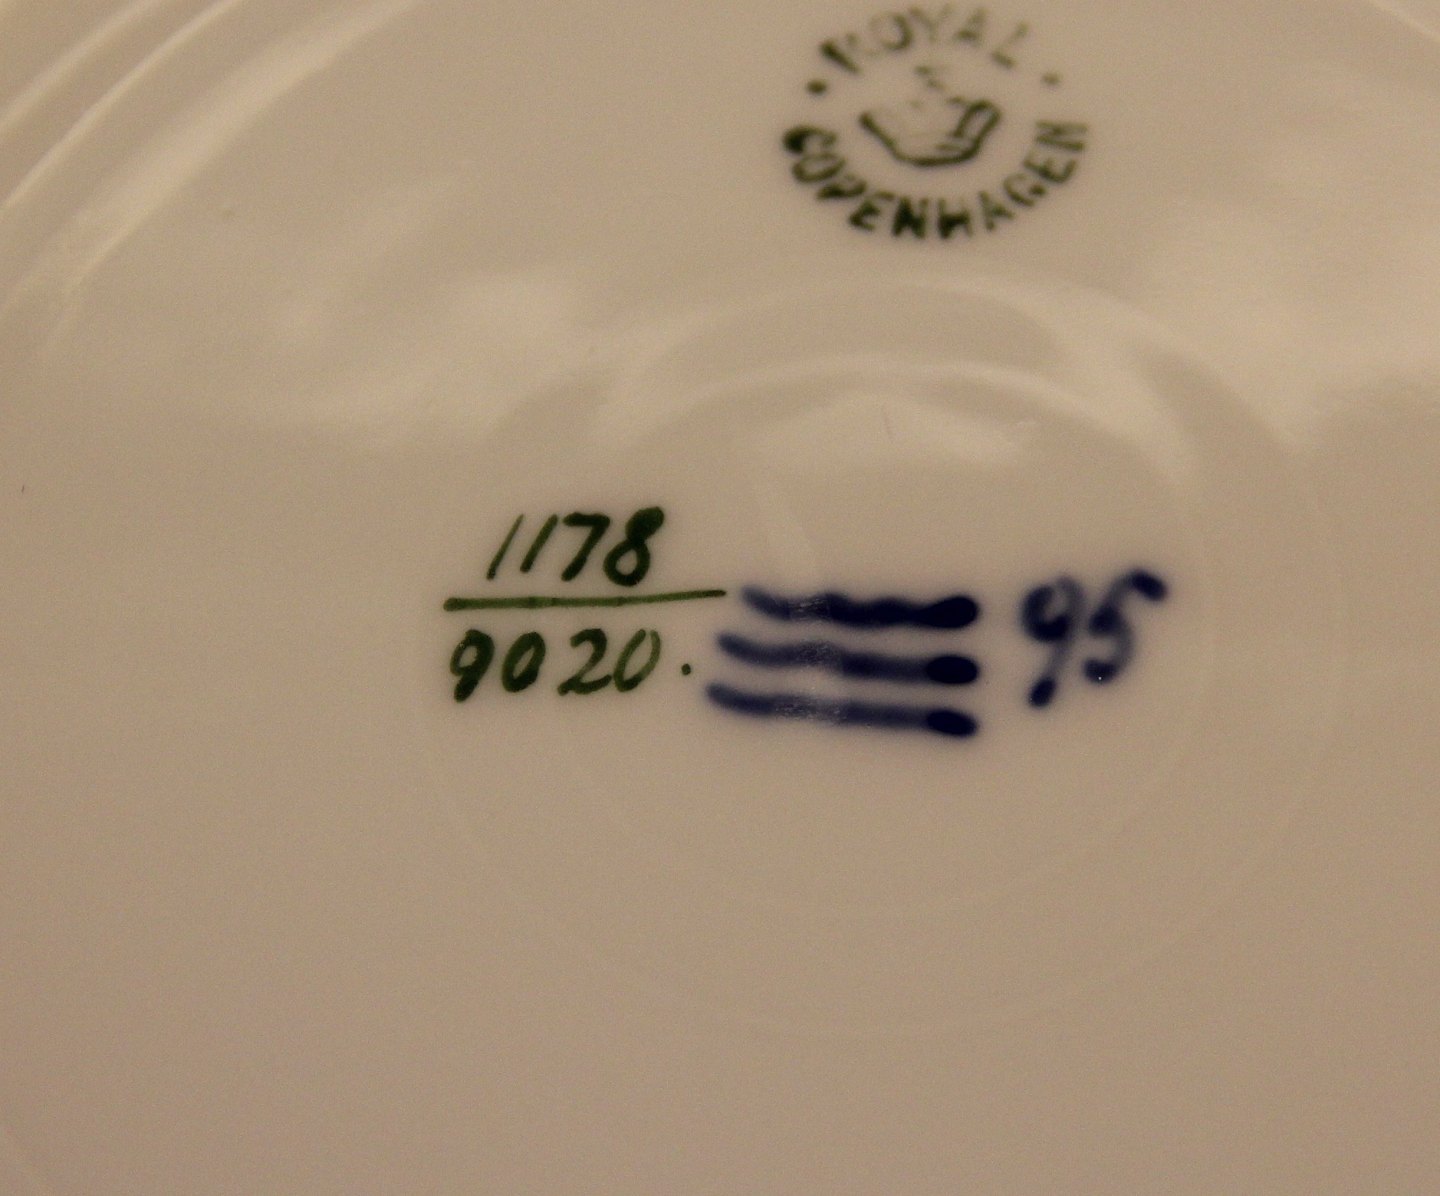 ROYAL
COPENHAGEN
1178
9020.
95